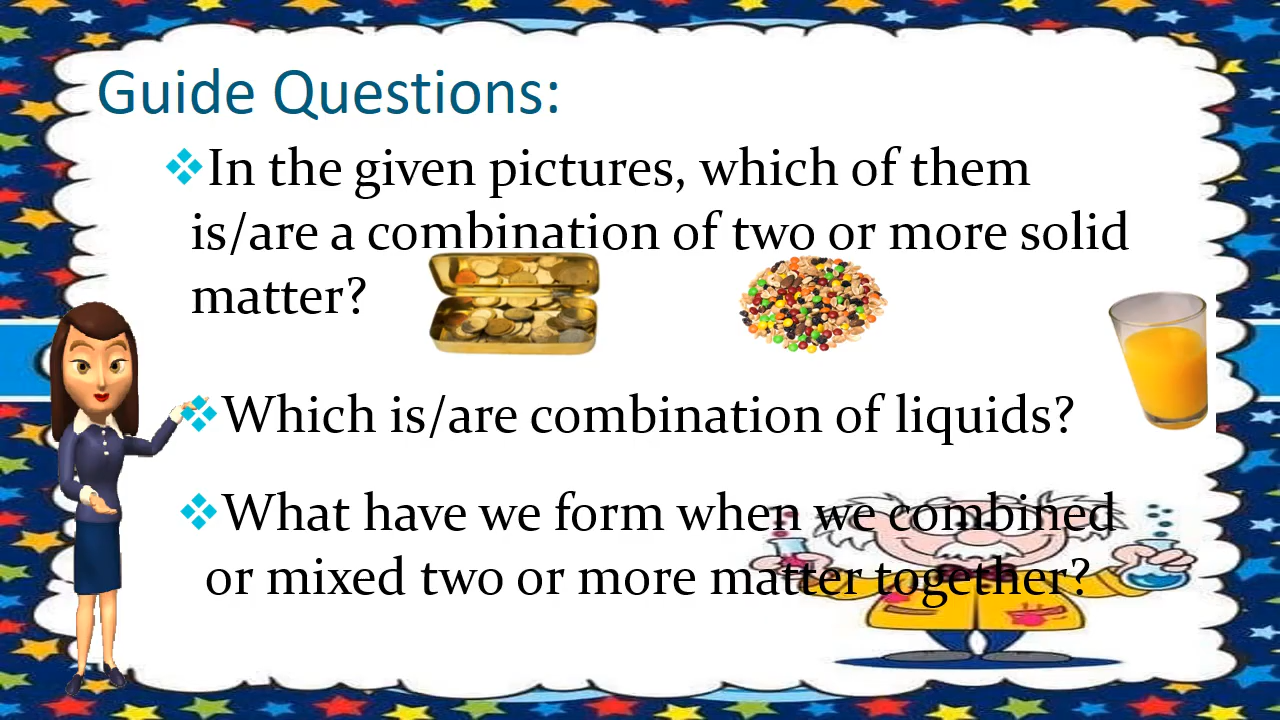 Guide Questions:
❖In the given pictures, which of them
is/are a combination of two or more solid
matter?
❖Which is/are combination of liquids?
❖What have we form when we combined
or mixed two or more matter together?